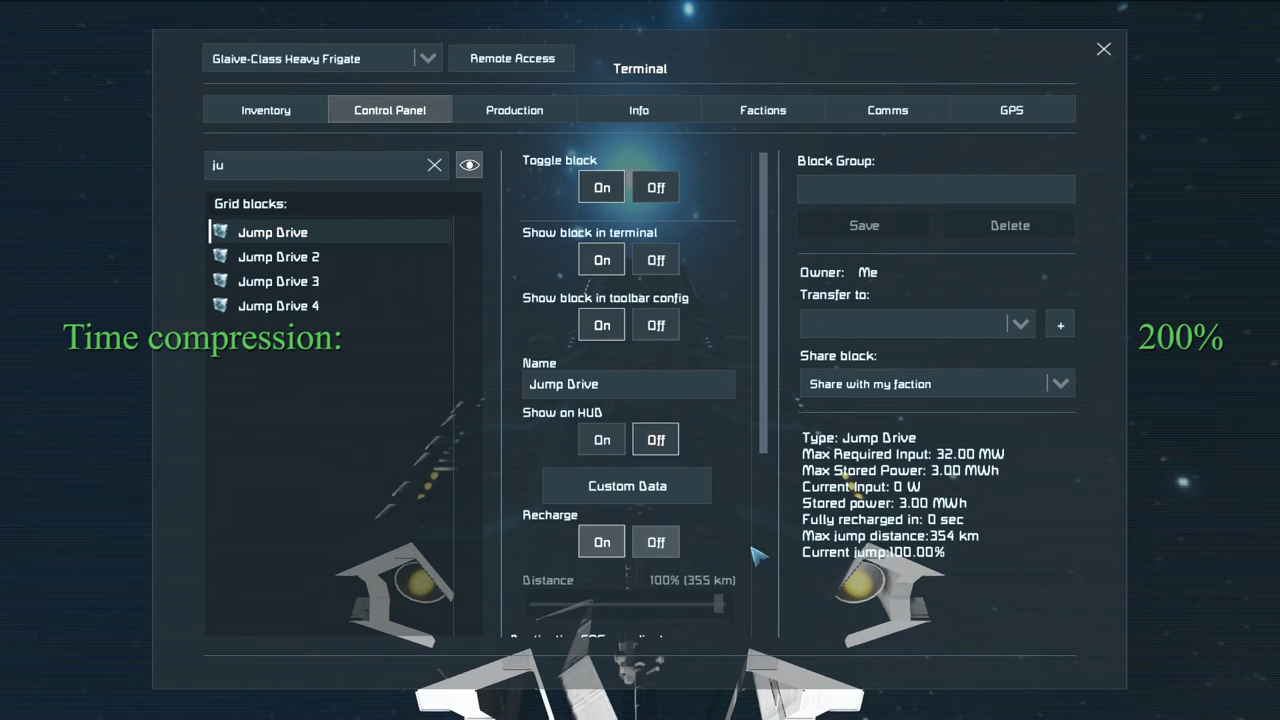 Glaive-Class Heavy Frigate
Remote Access
Terminal
Inventory
Control Panel
Production
Info
Factions
Comms
GPS
ju
Grid blocks:
Jump Drive
Jump Drive 2
Jump Drive 3
Jump Drive 4
Time compression:
Toggle block
On Off
Show block in terminal
On Off
Show block in toolbar config
On Off
Name
Jump Drive
Show on HUD
On Off
Custom Data
Recharge
On Off
Distance 100% (355 km)
Block Group:
Save Delete
Owner: Me
Transfer to:
+
200%
Share block:
Share with my faction
Type: Jump Drive
Max Required Input: 32.00 MW
Max Stored Power: 3.00 MWh
Current Input: 0 W
Stored power: 3.00 MWh
Fully recharged in: 0 sec
Max jump distance:354 km
Current jump:100.00%